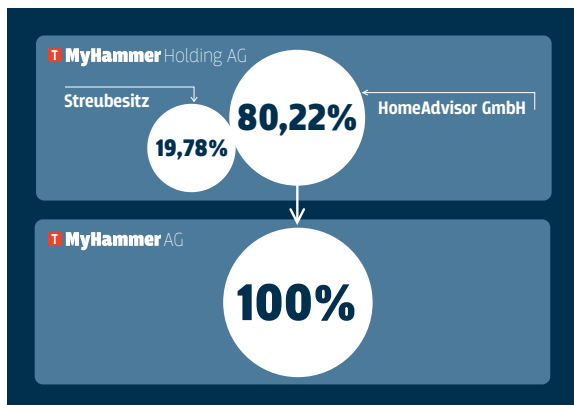 T MyHammer Holding AG
Streubesitz
80,22%
HomeAdvisor GmbH
19,78%
T MyHammer AG
100%